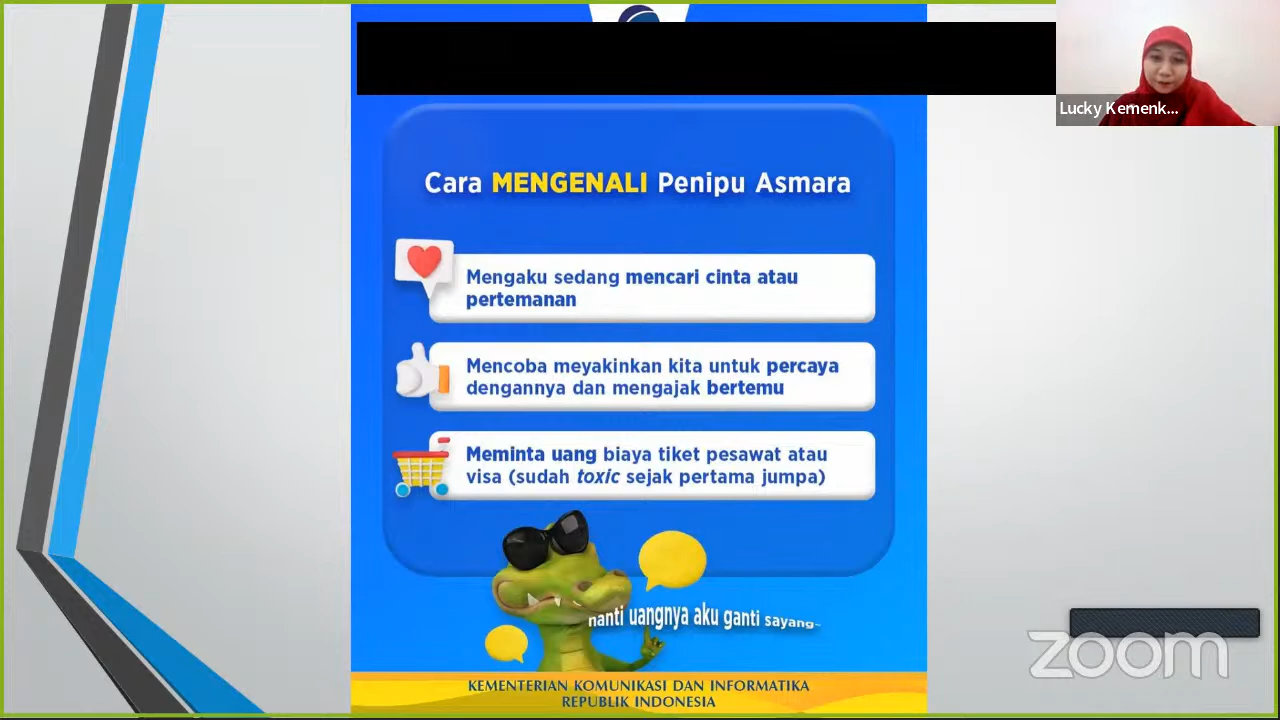 Lucky Kemenk...
Cara MENGENALI Penipu Asmara
Mengaku sedang mencari cinta atau
pertemanan
Mencoba meyakinkan kita untuk percaya
dengannya dan mengajak bertemu
Meminta uang biaya tiket pesawat atau
visa (sudah toxic sejak pertama jumpa)
nanti uangnya aku ganti sayang~
KEMENTERIAN KOMUNIKASI DAN INFORMATIKA
REPUBLIK INDONESIA
zoom